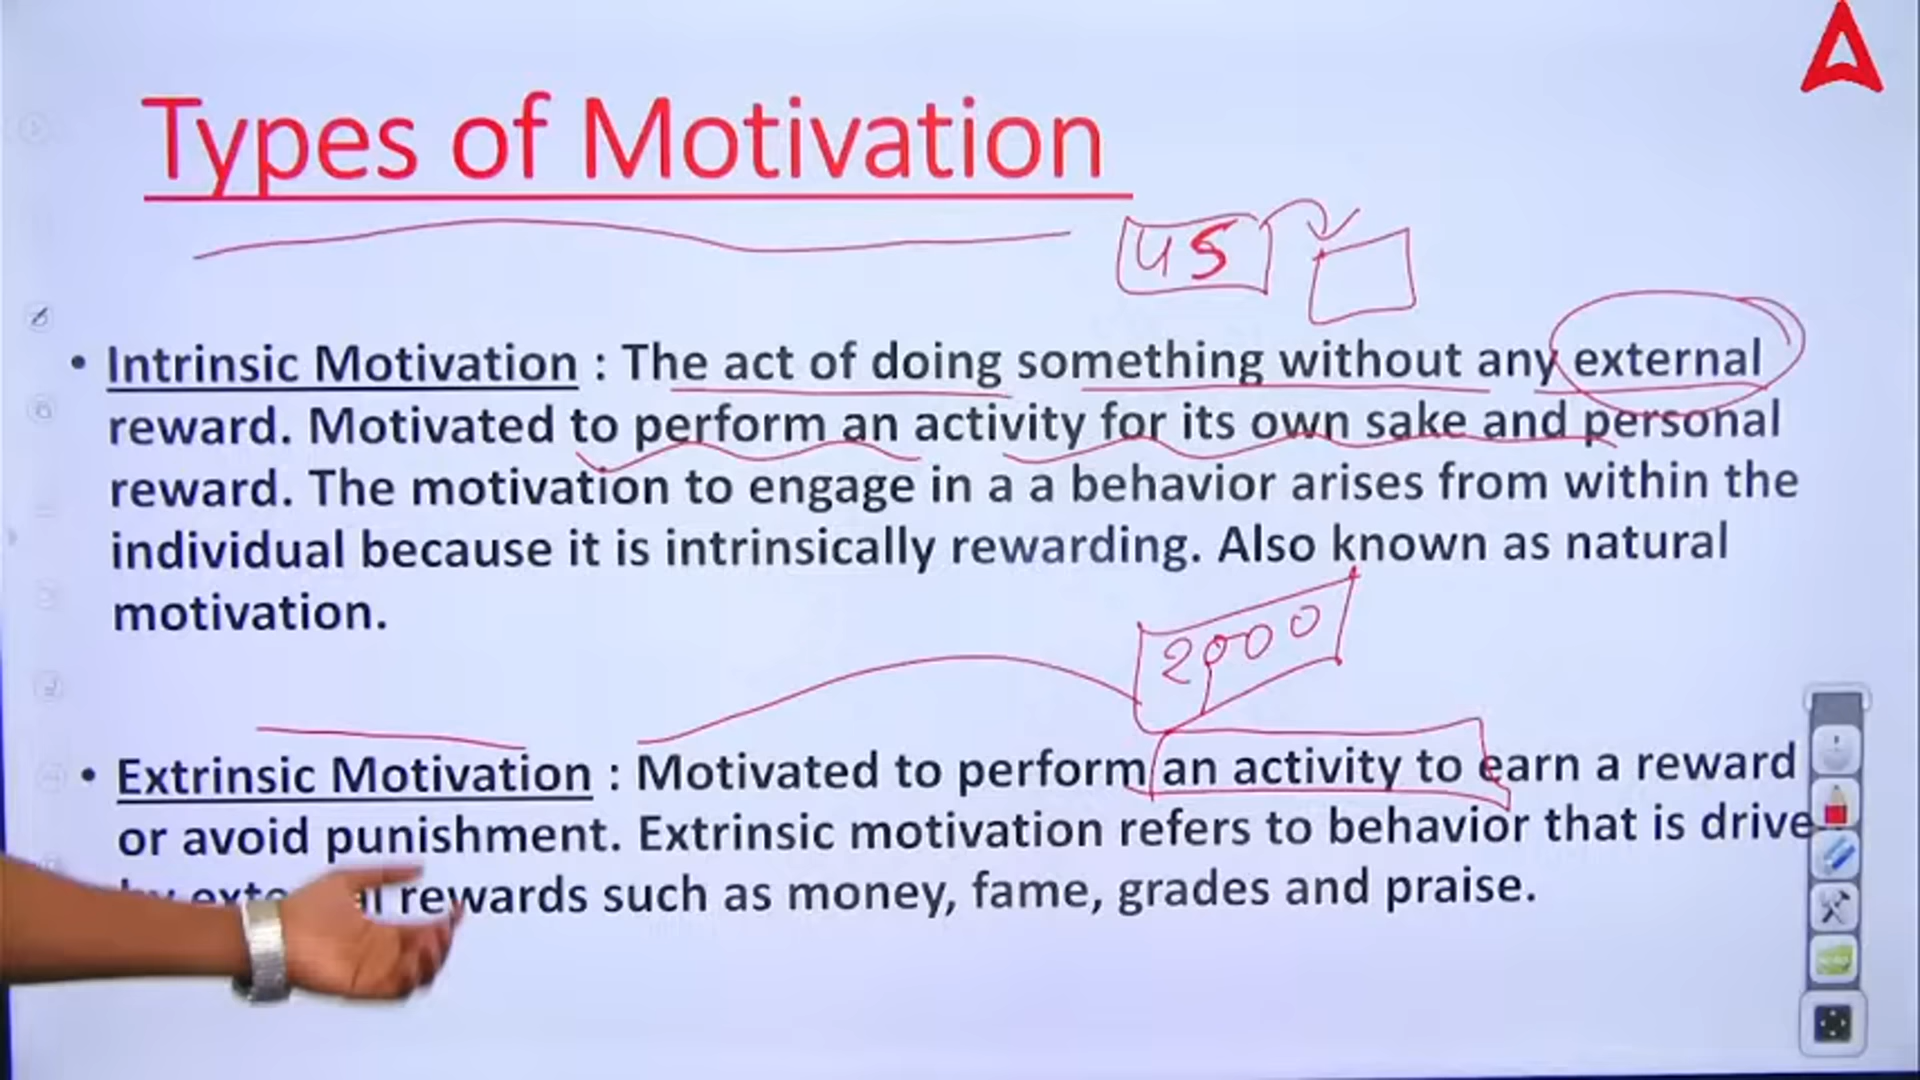 Types of Motivation
45
• Intrinsic Motivation : The act of doing something without any external
reward. Motivated to perform an activity for its own sake and personal
reward. The motivation to engage in a a behavior arises from within the
individual because it is intrinsically rewarding. Also known as natural
motivation.
2000
• Extrinsic Motivation : Motivated to perform an activity to earn a reward
or avoid punishment. Extrinsic motivation refers to behavior that is drive
rewards such as money, fame, grades and praise.